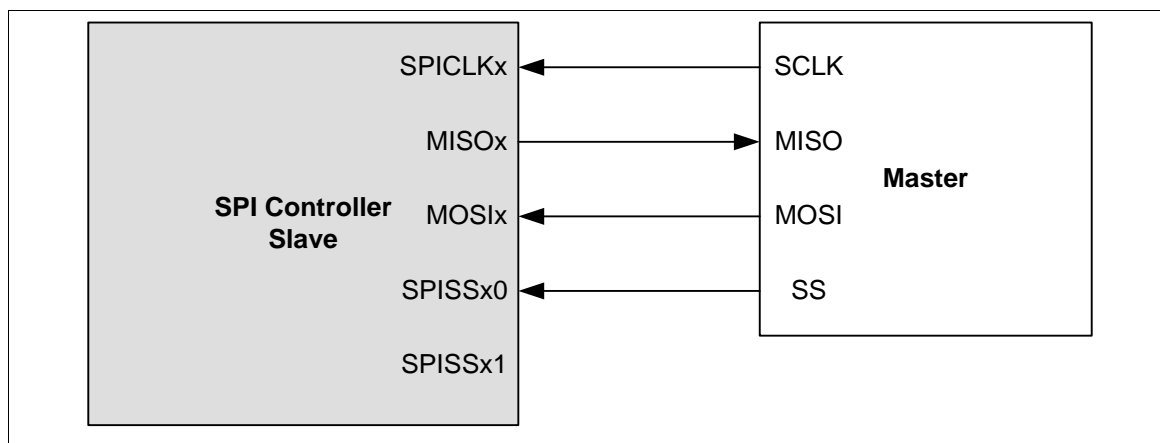 SPICLKx
SCLK
MISOx
MISO
Master
SPI Controller
Slave
MOSIx
MOSI
SPISSx0
SS
SPISSx1